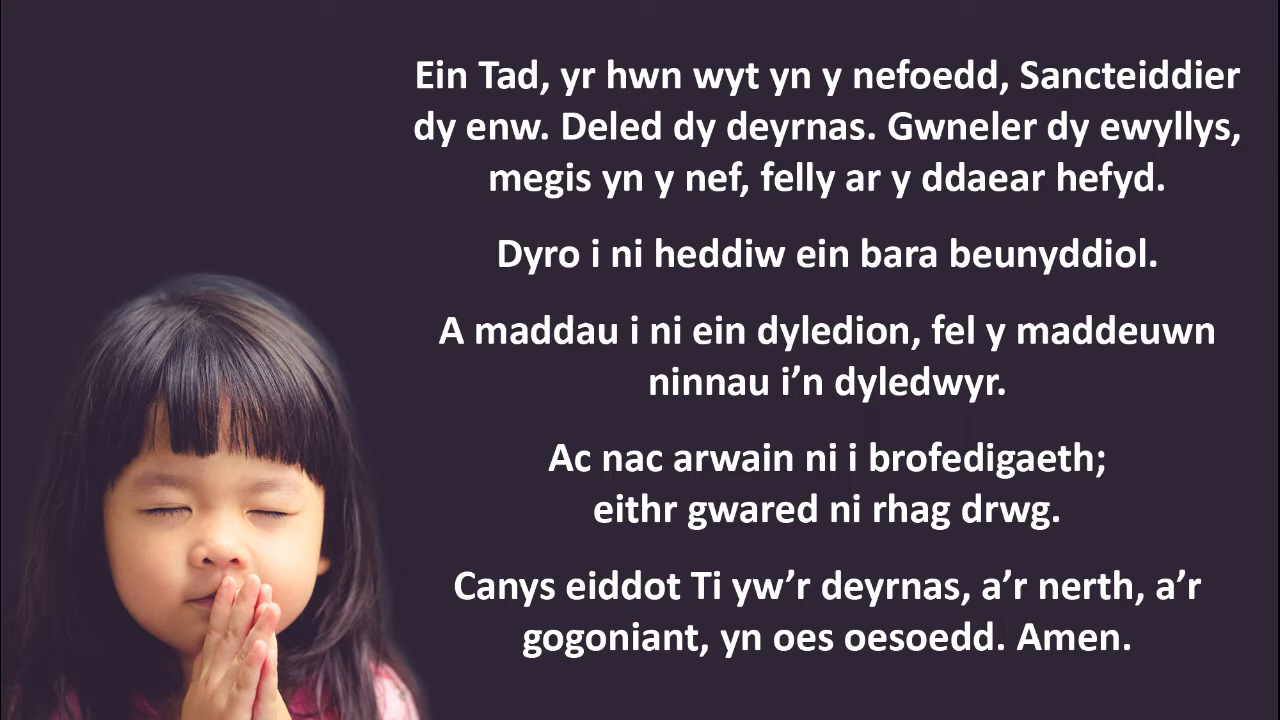 Ein Tad, yr hwn wyt yn y nefoedd, Sancteiddier
dy enw. Deled dy deyrnas. Gwneler dy ewyllys,
megis yn y nef, felly ar y ddaear hefyd.
Dyro i ni heddiw ein bara beunyddiol.
A maddau i ni ein dyledion, fel y maddeuwn
ninnau i’n dyledwyr.
Ac nac arwain ni i brofedigaeth;
eithr gwared ni rhag drwg.
Canys eiddot Ti yw’r deyrnas, a’r nerth, a’r
gogoniant, yn oes oesoedd. Amen.